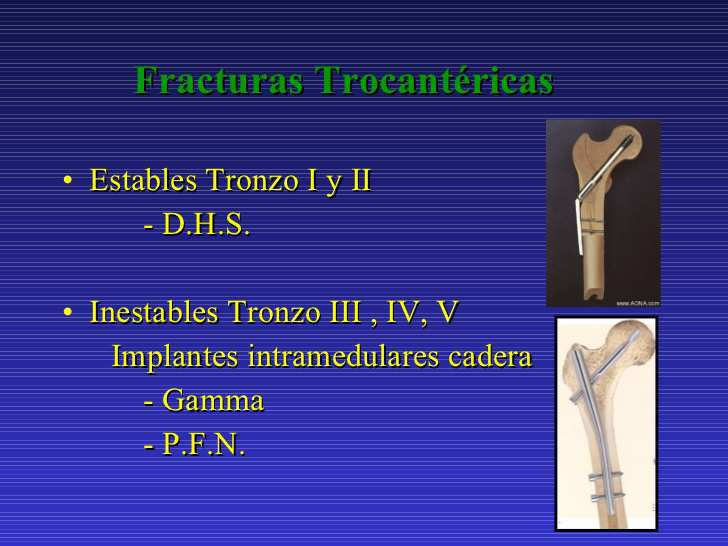 Fracturas Trocantéricas
• Estables Tronzo I y II
- D.H.S.
• Inestables Tronzo III , IV, V
Implantes intramedulares cadera
- Gamma
- P.F.N.
www.AONA.com